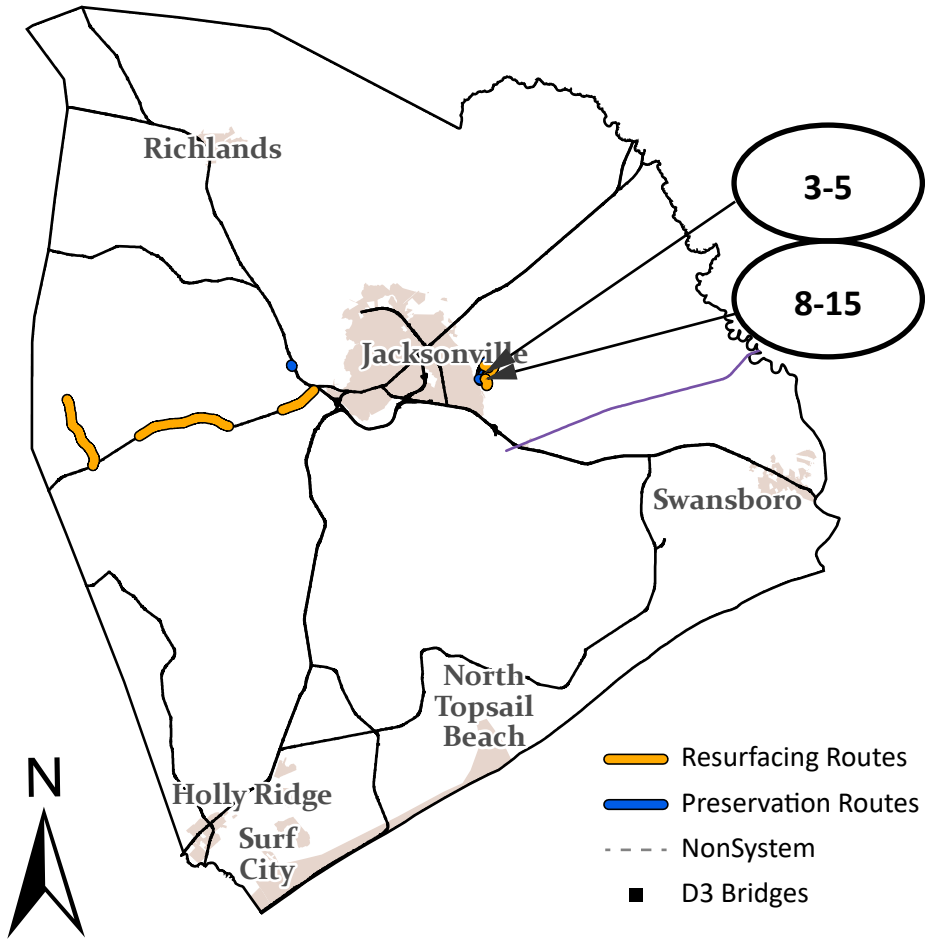 Richlands
3-5
8-15
Jacksonville
Swansboro
North
Topsail
Beach
Resurfacing Routes
N
Holly Ridge
Preservation Routes
Surf
City
NonSystem
D3 Bridges